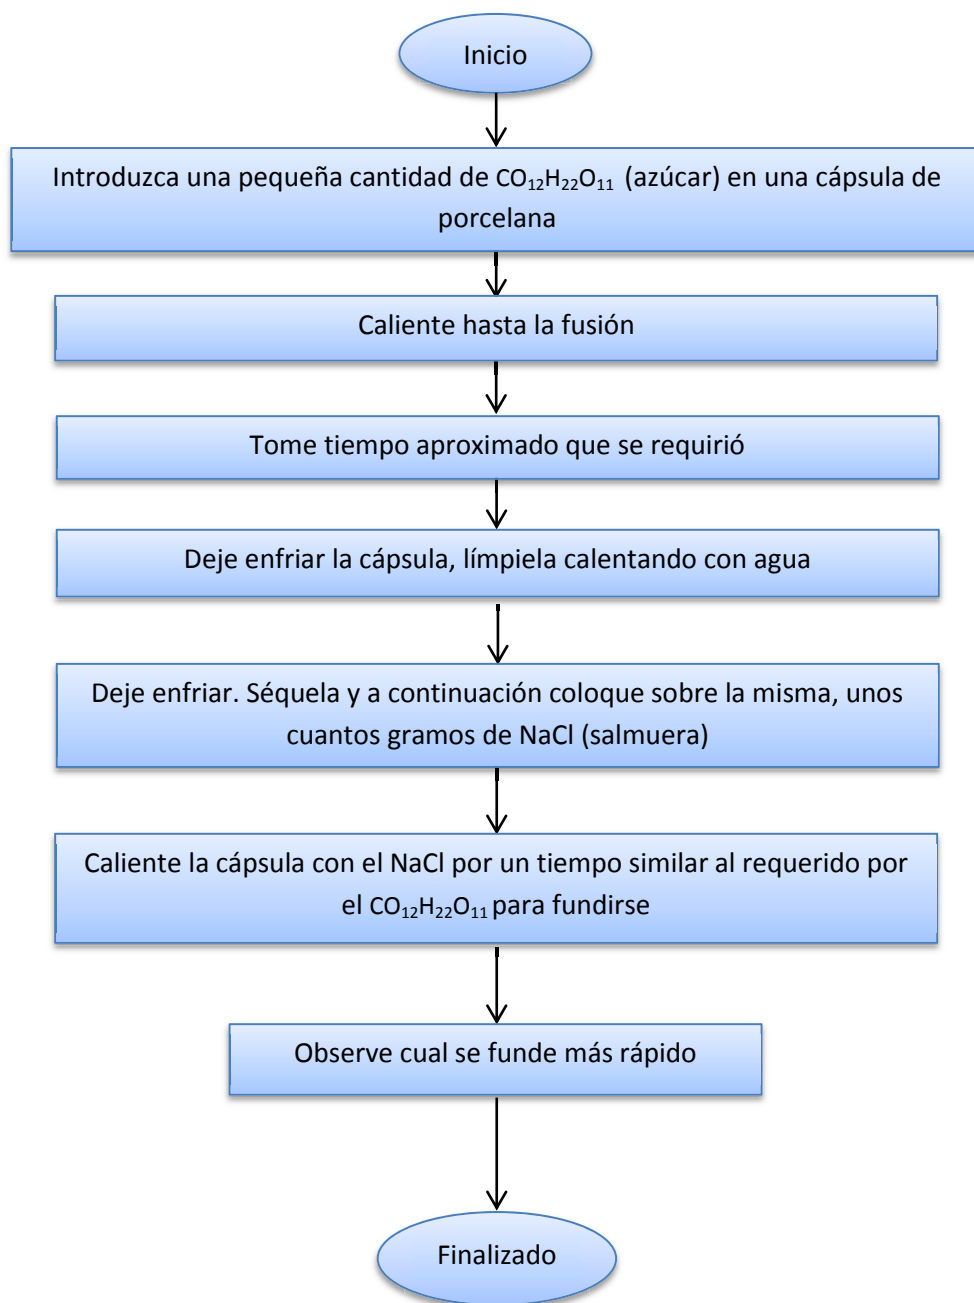 Inicio
Introduzca una pequeña cantidad de CO₁₂H₂₂O₁₁ (azúcar) en una cápsula de
porcelana
Caliente hasta la fusión
Tome tiempo aproximado que se requirió
Deje enfriar la cápsula, límpiela calentando con agua
Deje enfriar. Séquela y a continuación coloque sobre la misma, unos
cuantos gramos de NaCl (salmuera)
Caliente la cápsula con el NaCl por un tiempo similar al requerido por
el CO₁₂H₂₂O₁₁ para fundirse
Observe cual se funde más rápido
Finalizado